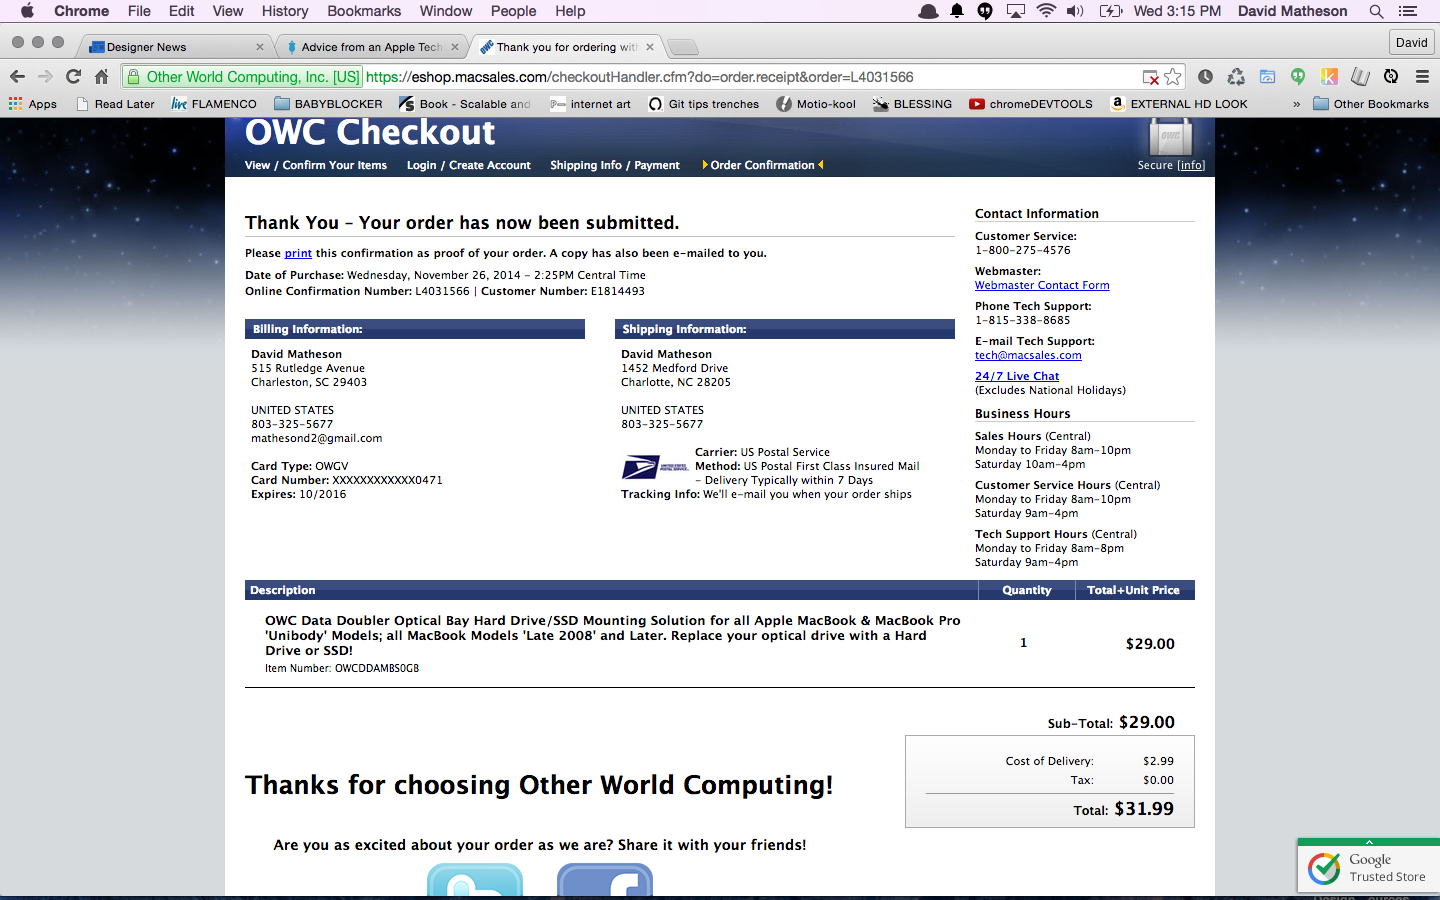 Chrome File Edit View History Bookmarks Window People Help Wed 3:15 PM David Matheson
Designer News Advice from an Apple Tech Thank you for ordering with David
Other World Computing, Inc. [US] https://eshop.macsales.com/checkoutHandler.cfm?do=order.receipt&order=L4031566
Apps Read Later live FLAMENCO BABYBLOCKER Book - Scalable and internet art Git tips trenches Motio-kool BLESSING chromeDEVTOOLS EXTERNAL HD LOOK » Other Bookmarks
OWC Checkout
OWC
View / Confirm Your Items Login / Create Account Shipping Info / Payment Order Confirmation
Secure [info]
Thank You – Your order has now been submitted.
Please print this confirmation as proof of your order. A copy has also been e-mailed to you.
Date of Purchase: Wednesday, November 26, 2014 - 2:25PM Central Time
Online Confirmation Number: L4031566 | Customer Number: E1814493
Billing Information:
David Matheson
515 Rutledge Avenue
Charleston, SC 29403
UNITED STATES
803-325-5677
mathesond2@gmail.com
Card Type: OWGV
Card Number: XXXXXXXXXXXX0471
Expires: 10/2016
Shipping Information:
David Matheson
1452 Medford Drive
Charlotte, NC 28205
UNITED STATES
803-325-5677
UNITED STATES POSTAL SERVICE
Carrier: US Postal Service
Method: US Postal First Class Insured Mail
- Delivery Typically within 7 Days
Tracking Info: We'll e-mail you when your order ships
Contact Information
Customer Service:
1-800-275-4576
Webmaster:
Webmaster Contact Form
Phone Tech Support:
1-815-338-8685
E-mail Tech Support:
tech@macsales.com
24/7 Live Chat
(Excludes National Holidays)
Business Hours
Sales Hours (Central)
Monday to Friday 8am-10pm
Saturday 10am-4pm
Customer Service Hours (Central)
Monday to Friday 8am-10pm
Saturday 9am-4pm
Tech Support Hours (Central)
Monday to Friday 8am-8pm
Saturday 9am-4pm
Description Quantity Total+Unit Price
OWC Data Doubler Optical Bay Hard Drive/SSD Mounting Solution for all Apple MacBook & MacBook Pro
'Unibody' Models; all MacBook Models 'Late 2008' and Later. Replace your optical drive with a Hard
Drive or SSD!
1 $29.00
Item Number: OWCDDAMBS0GB
Sub-Total: $29.00
Cost of Delivery: $2.99
Tax: $0.00
Total: $31.99
Thanks for choosing Other World Computing!
Are you as excited about your order as we are? Share it with your friends!
Google
Trusted Store